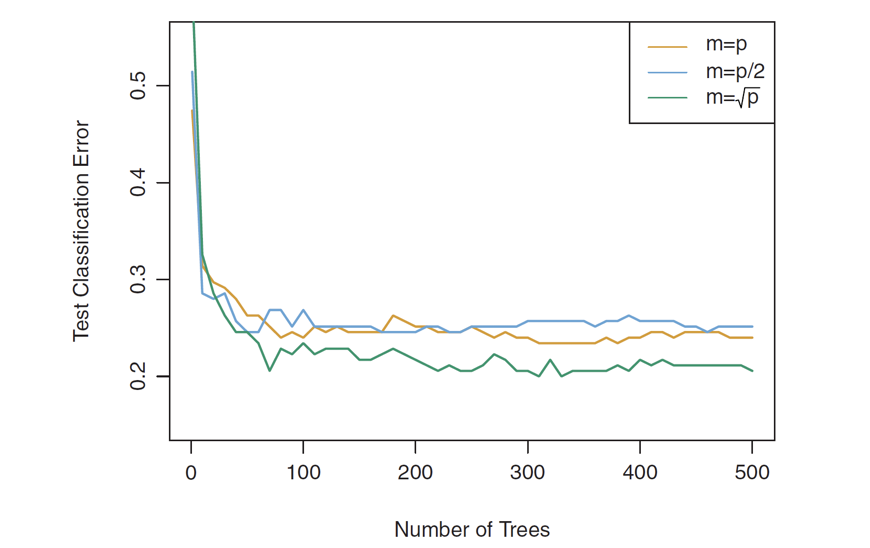 m=p
m=p/2
m=√p
0.5
0.4
0.3
0.2
Test Classification Error
0 100 200 300 400 500
Number of Trees